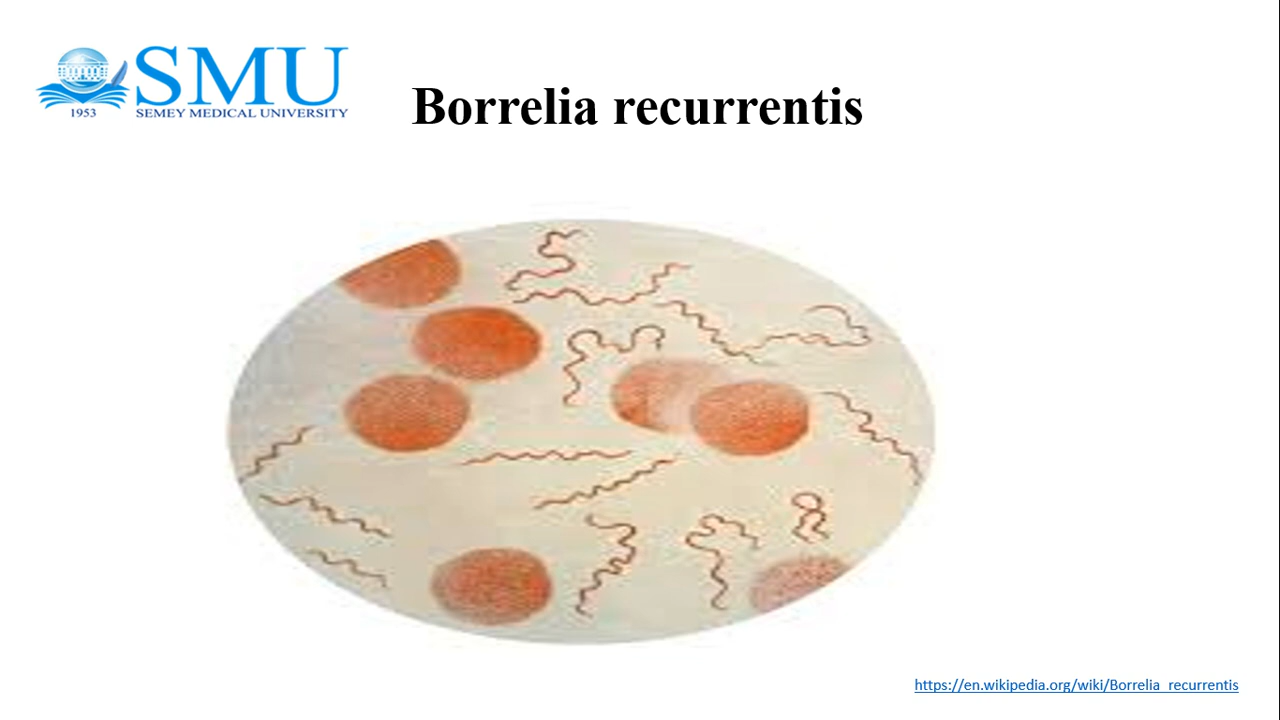 SMU
1953
SEMEY MEDICAL UNIVERSITY
Borrelia recurrentis
https://en.wikipedia.org/wiki/Borrelia_recurrentis